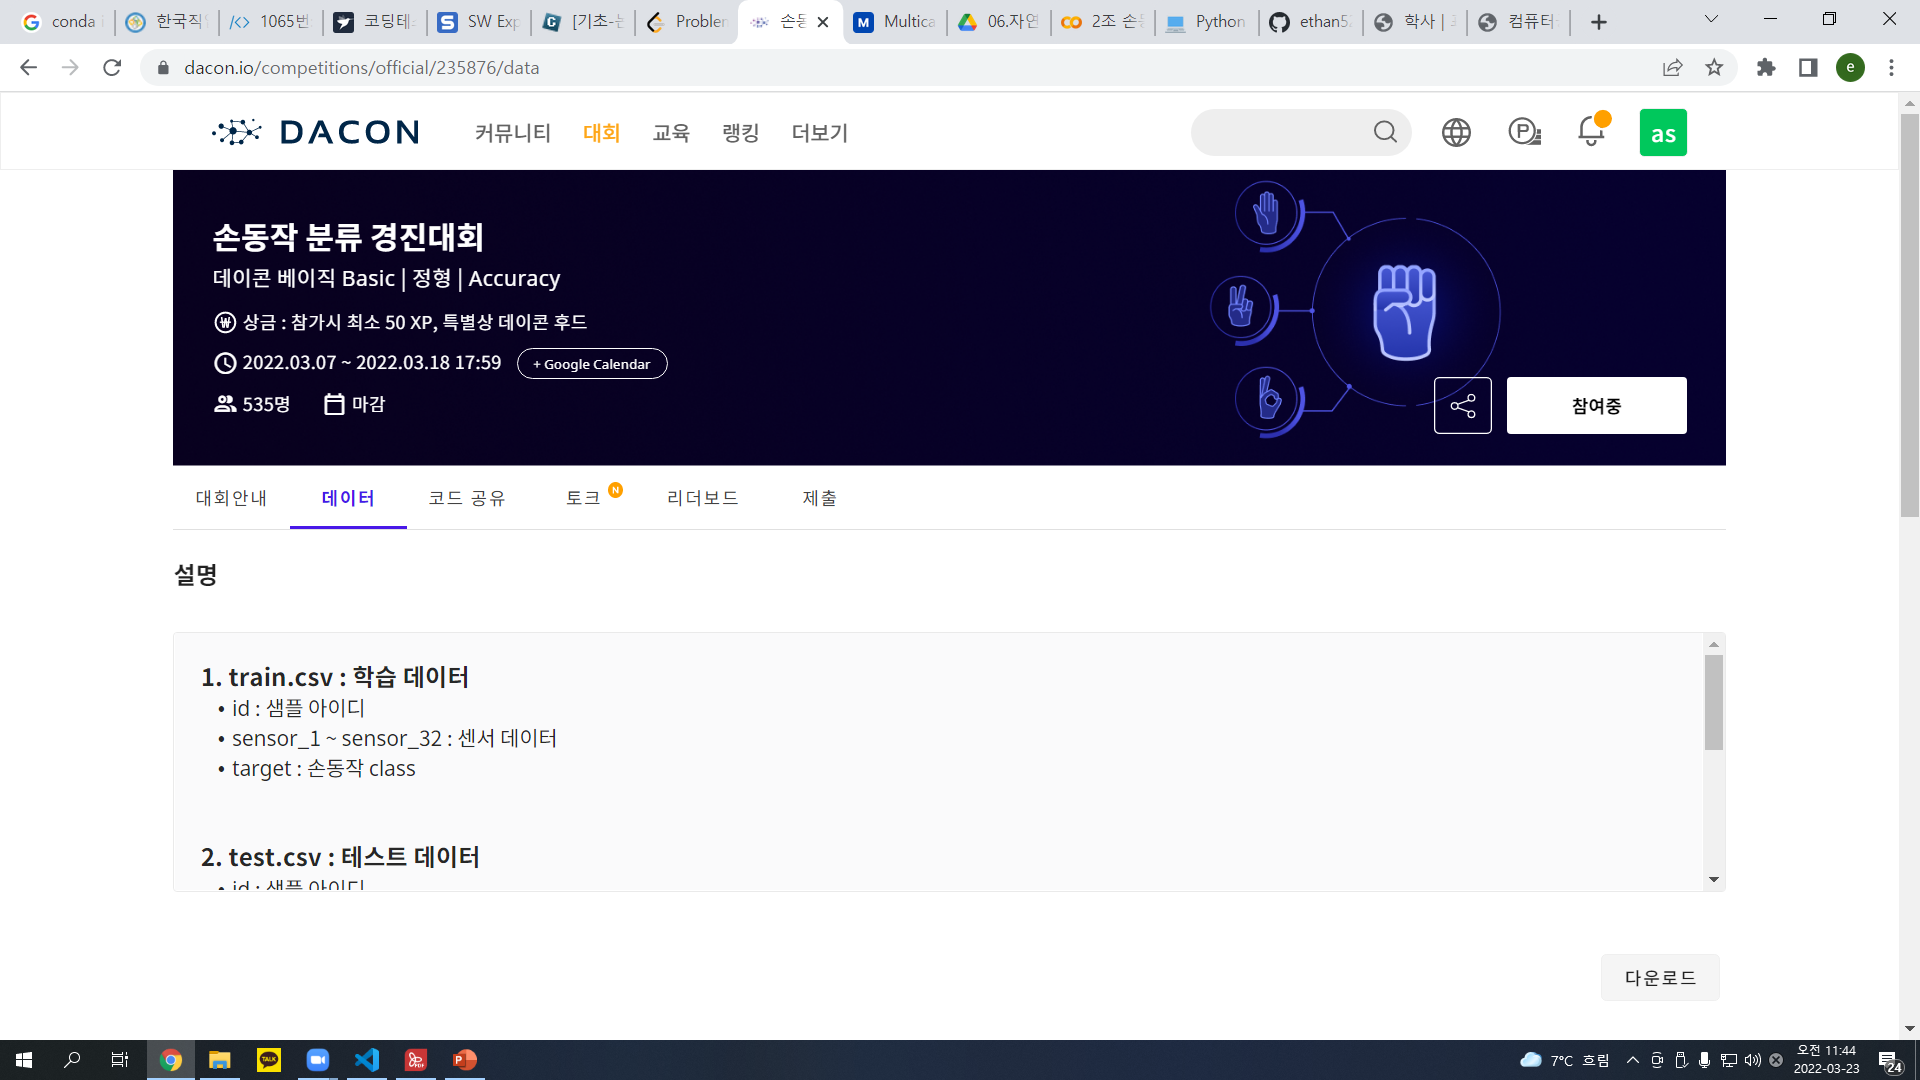 conda
한국직
1065번
코딩테
SW Exp
[기초-
Problem
손동
Multica
06.자연
2조 손동
Python
ethan5
학사 |
컴퓨터
dacon.io/competitions/official/235876/data
e
DACON
커뮤니티
대회
교육
랭킹
더보기
P
as
손동작 분류 경진대회
데이콘 베이직 Basic | 정형 | Accuracy
상금 : 참가시 최소 50 XP, 특별상 데이콘 후드
2022.03.07 ~ 2022.03.18 17:59
+ Google Calendar
535명
마감
참여중
대회안내
데이터
코드 공유
토크
N
리더보드
제출
설명
1. train.csv : 학습 데이터
• id : 샘플 아이디
• sensor_1 ~ sensor_32 : 센서 데이터
• target : 손동작 class
2. test.csv : 테스트 데이터
• id : 샘플 아이디
다운로드
TALK
7°C 흐림
오전 11:44
2022-03-23
24